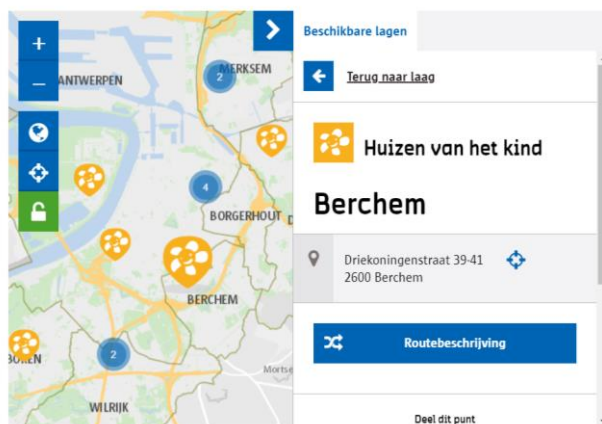 ANTWERPEN
MERKSEM
2
4
BORGERHOUT
BERCHEM
2
Mortse
WILRIJK
Beschikbare lagen
Terug naar laag
Huizen van het kind
Berchem
Driekoningenstraat 39-41
2600 Berchem
Routebeschrijving
Deel dit punt